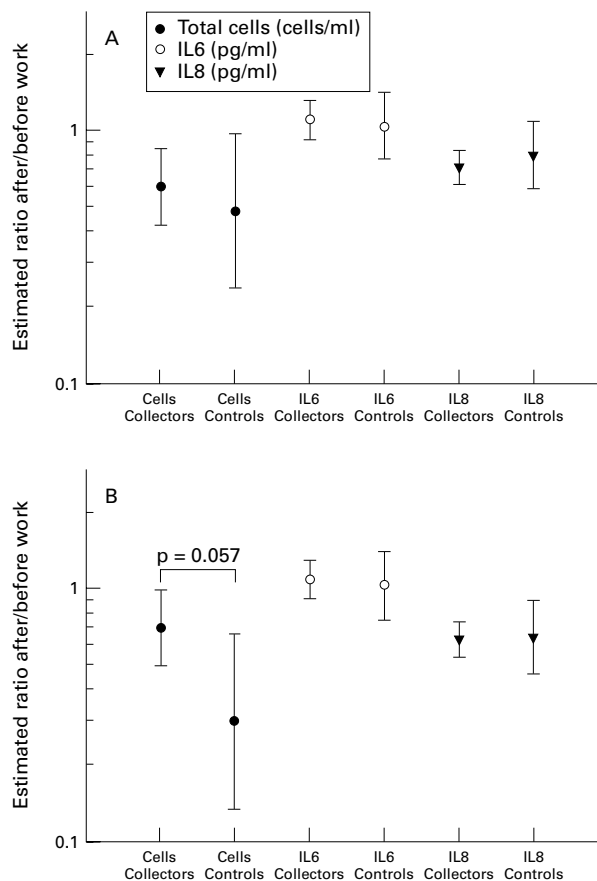 A
Total cells (cells/ml)
IL6 (pg/ml)
IL8 (pg/ml)
Estimated ratio after/before work
1
0.1
Cells
Collectors
Cells
Controls
IL6
Collectors
IL6
Controls
IL8
Collectors
IL8
Controls
B
p = 0.057
Estimated ratio after/before work
1
0.1
Cells
Collectors
Cells
Controls
IL6
Collectors
IL6
Controls
IL8
Collectors
IL8
Controls